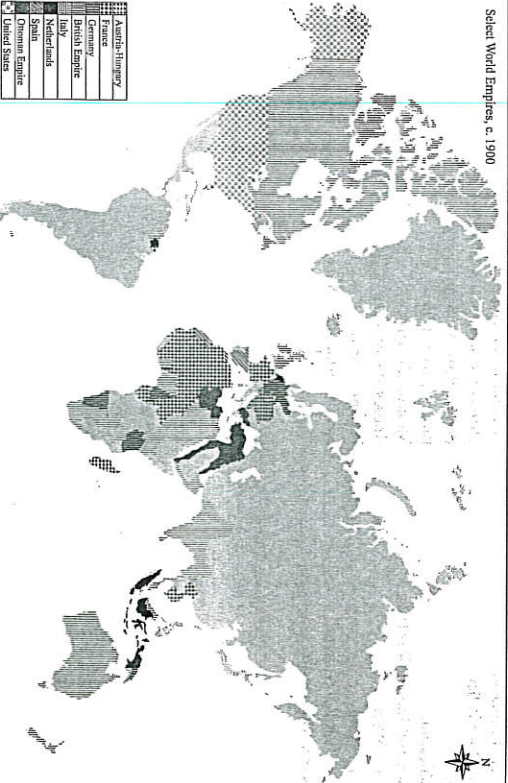 Select World Empires, c. 1900
N
Austria-Hungary
France
Germany
British Empire
Italy
Netherlands
Spain
Ottoman Empire
United States